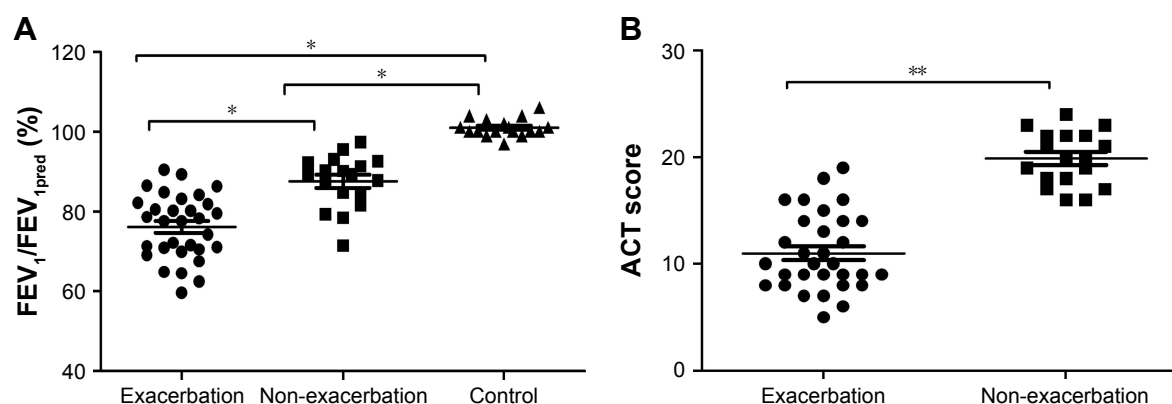 A
FEV1/FEV1pred (%)
120
100
80
60
40
*
*
*
Exacerbation Non-exacerbation Control
B
ACT score
30
20
10
0
**
Exacerbation Non-exacerbation